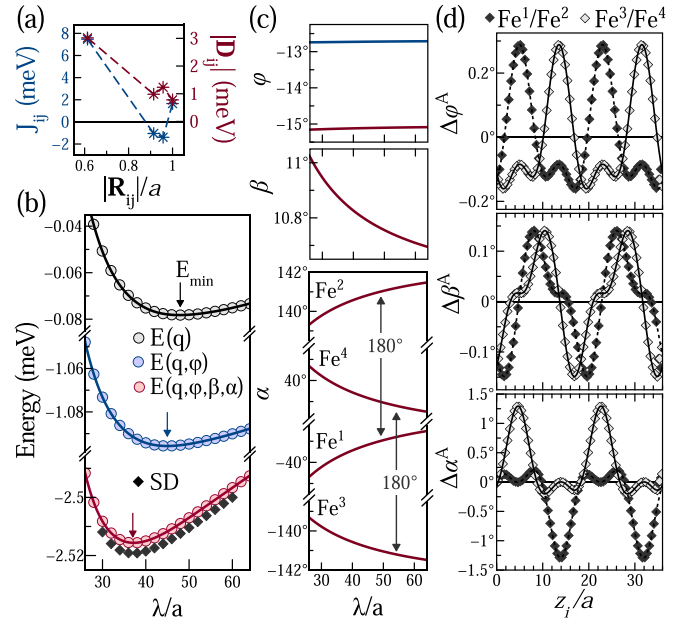 (a)
8
6
4
2
0
−2
J_ij (meV)
3
2
1
0
|D_ij|
(meV)
0.6
0.8
1
|R_ij|/a
(b)
−0.04
−0.06
−0.08
−1.06
−1.08
−2.5
−2.52
Energy (meV)
E_min
E(q)
E(q,φ)
E(q,φ,β,α)
SD
30
40
50
60
λ/a
(c)
−13°
−14°
−15°
φ
11°
10.8°
β
142°
140°
40°
−40°
−140°
−142°
α
Fe²
Fe⁴
Fe¹
Fe³
180°
180°
30
40
50
60
λ/a
(d)
Fe¹/Fe²
Fe³/Fe⁴
0.2°
0°
−0.2°
Δφ^A
0.1°
0°
−0.1°
Δβ^A
1.5°
1°
0.5°
0°
−0.5°
−1°
−1.5°
Δα^A
0
10
20
30
z_i/a